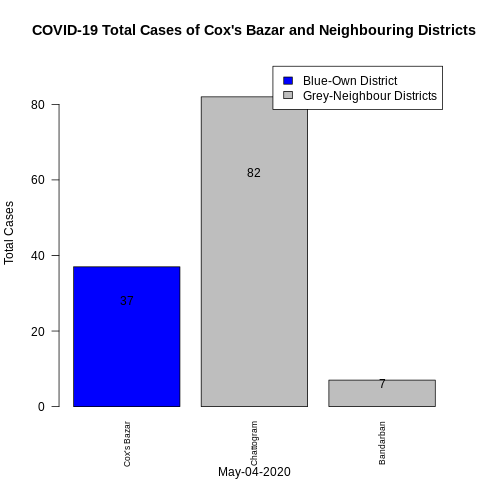 COVID-19 Total Cases of Cox's Bazar and Neighbouring Districts
Blue-Own District
Grey-Neighbour Districts
Total Cases
80
60
40
20
0
37
82
7
Cox's Bazar
Chattogram
Bandarban
May-04-2020